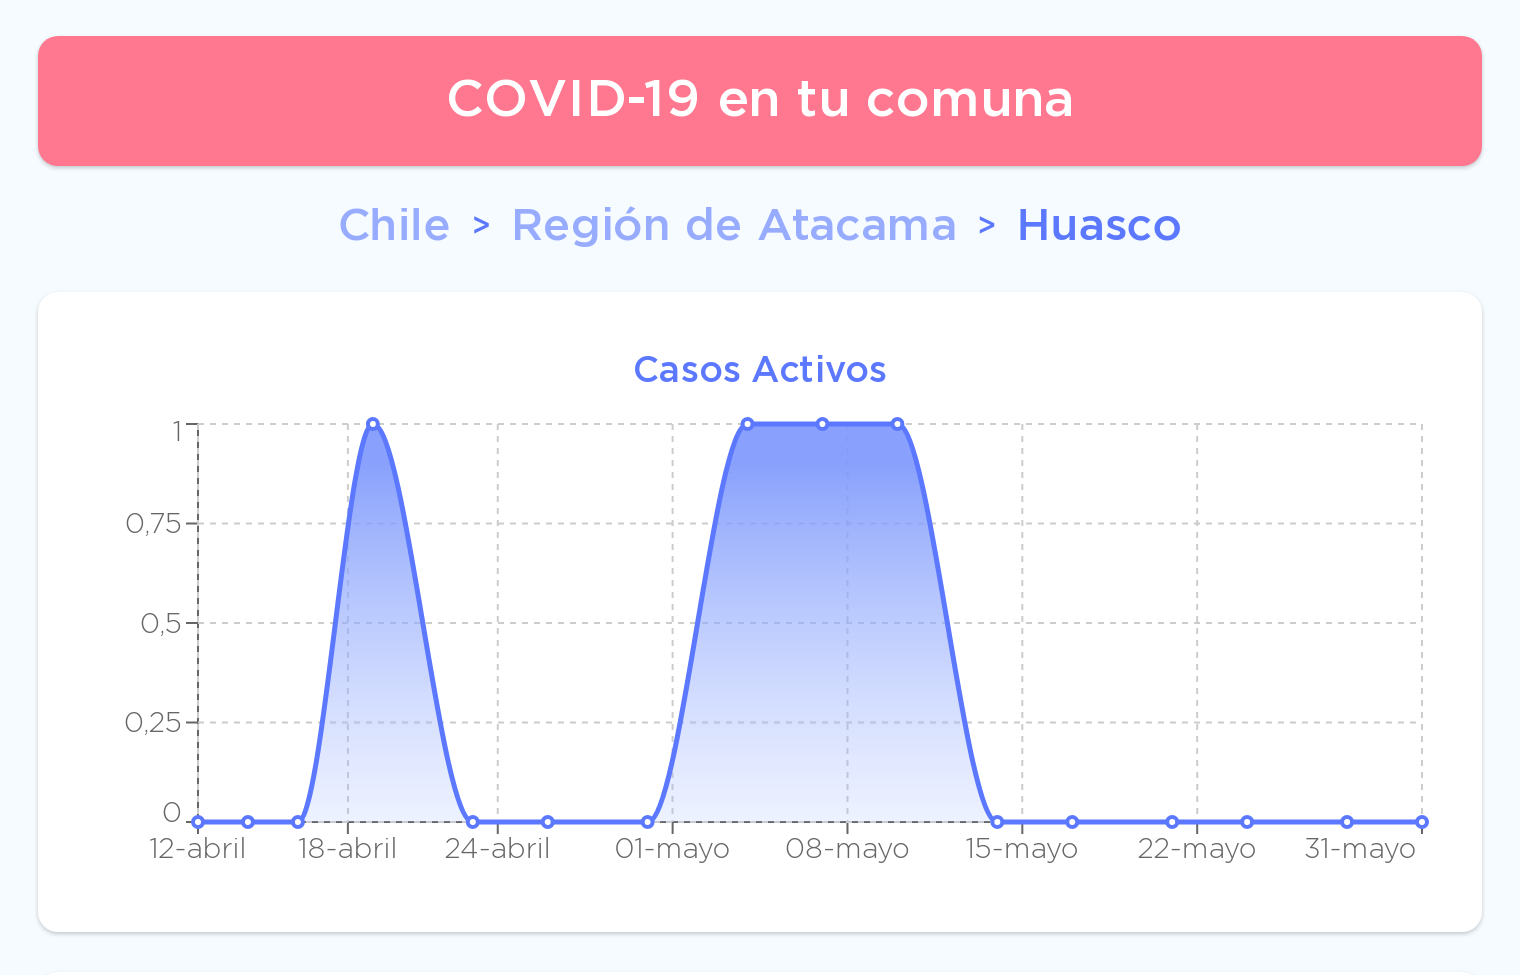 COVID-19 en tu comuna
Chile > Región de Atacama > Huasco
Casos Activos
1
0,75
0,5
0,25
0
12-abril 18-abril 24-abril 01-mayo 08-mayo 15-mayo 22-mayo 31-mayo